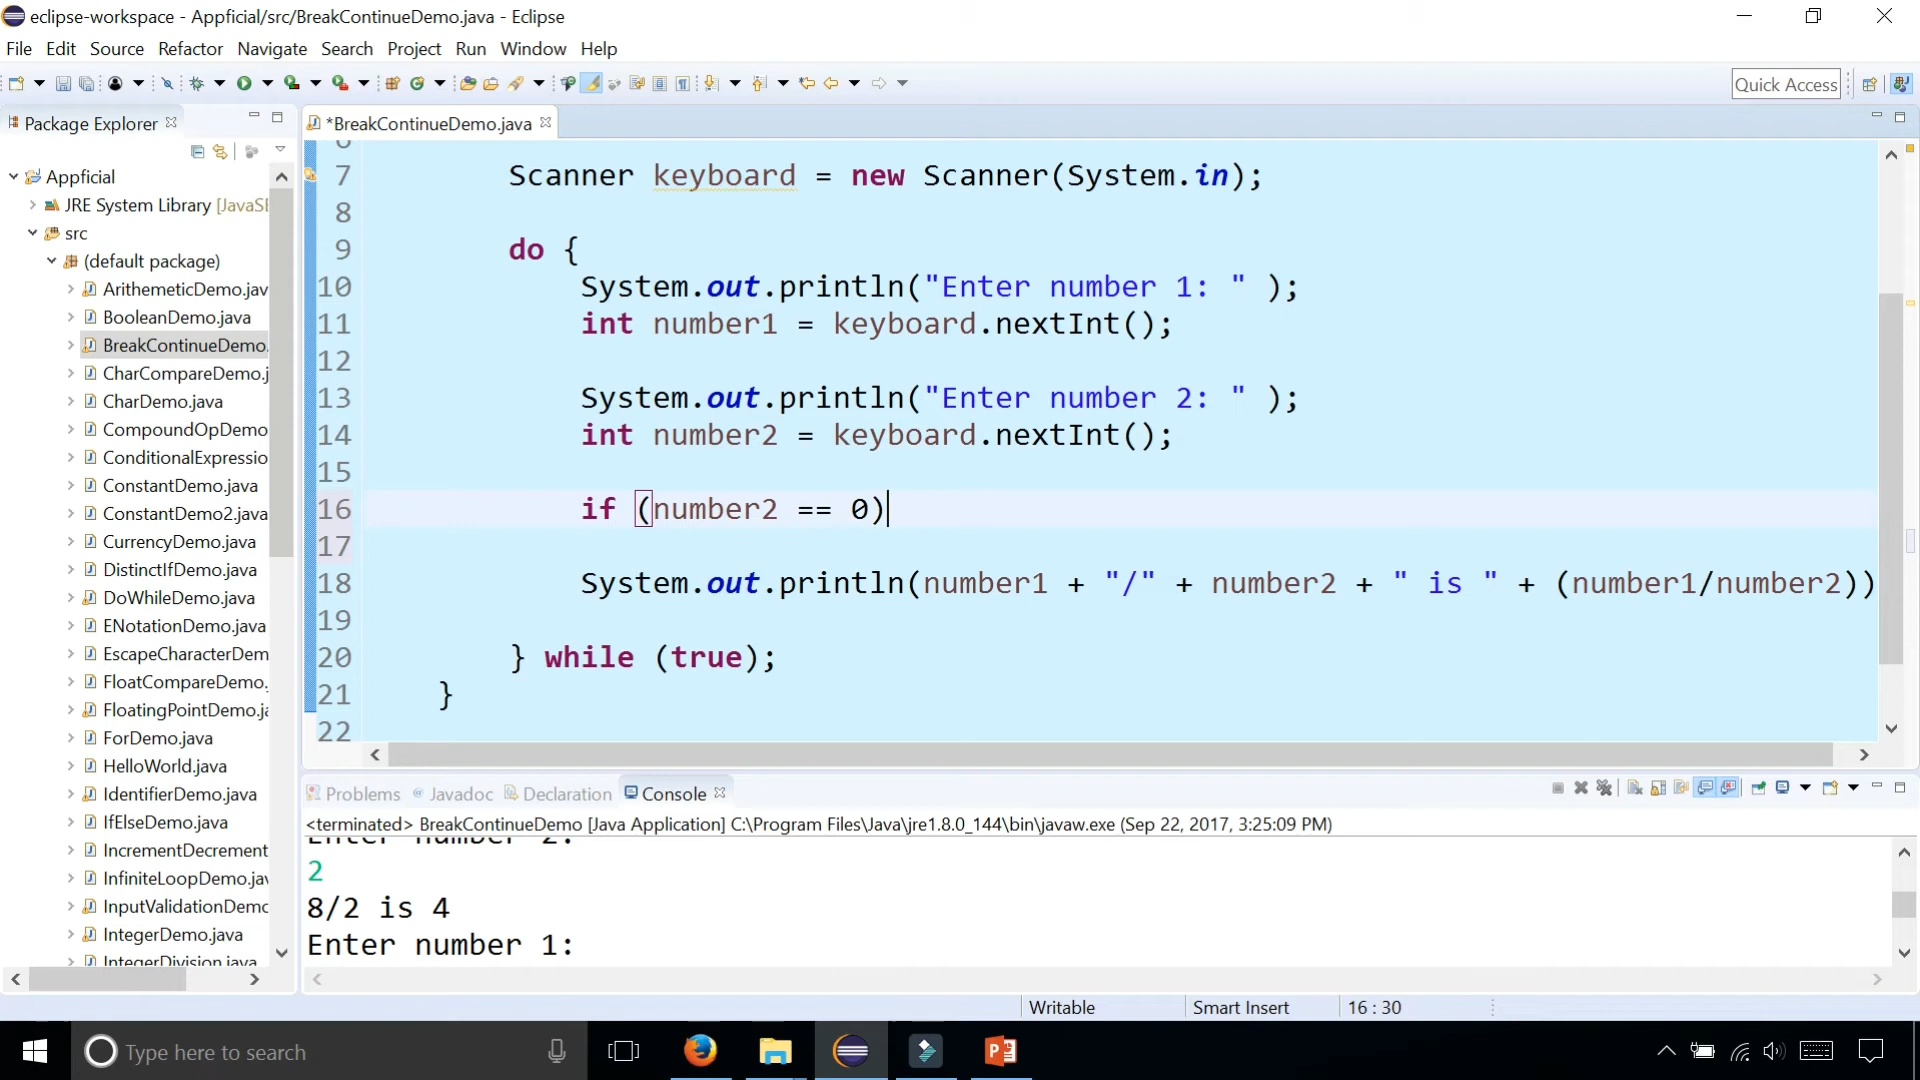 eclipse-workspace - Appficial/src/BreakContinueDemo.java - Eclipse
File Edit Source Refactor Navigate Search Project Run Window Help
Quick Access
Package Explorer
*BreakContinueDemo.java
Appficial
JRE System Library [JavaSE
src
(default package)
ArithemeticDemo.jav
BooleanDemo.java
BreakContinueDemo.
CharCompareDemo.j
CharDemo.java
CompoundOpDemo
ConditionalExpressio
ConstantDemo.java
ConstantDemo2.java
CurrencyDemo.java
DistinctIfDemo.java
DoWhileDemo.java
ENotationDemo.java
EscapeCharacterDem
FloatCompareDemo.
FloatingPointDemo.ja
ForDemo.java
HelloWorld.java
IdentifierDemo.java
IfElseDemo.java
IncrementDecrement
InfiniteLoopDemo.jav
InputValidationDemo
IntegerDemo.java
IntegerDivision.java
6
7 Scanner keyboard = new Scanner(System.in);
8
9 do {
10 System.out.println("Enter number 1: " );
11 int number1 = keyboard.nextInt();
12
13 System.out.println("Enter number 2: " );
14 int number2 = keyboard.nextInt();
15
16 if (number2 == 0)
17
18 System.out.println(number1 + "/" + number2 + " is " + (number1/number2))
19
20 } while (true);
21 }
22
Problems Javadoc Declaration Console
<terminated> BreakContinueDemo [Java Application] C:\Program Files\Java\jre1.8.0_144\bin\javaw.exe (Sep 22, 2017, 3:25:09 PM)
Enter number 2:
2
8/2 is 4
Enter number 1:
Writable Smart Insert 16 : 30
Type here to search